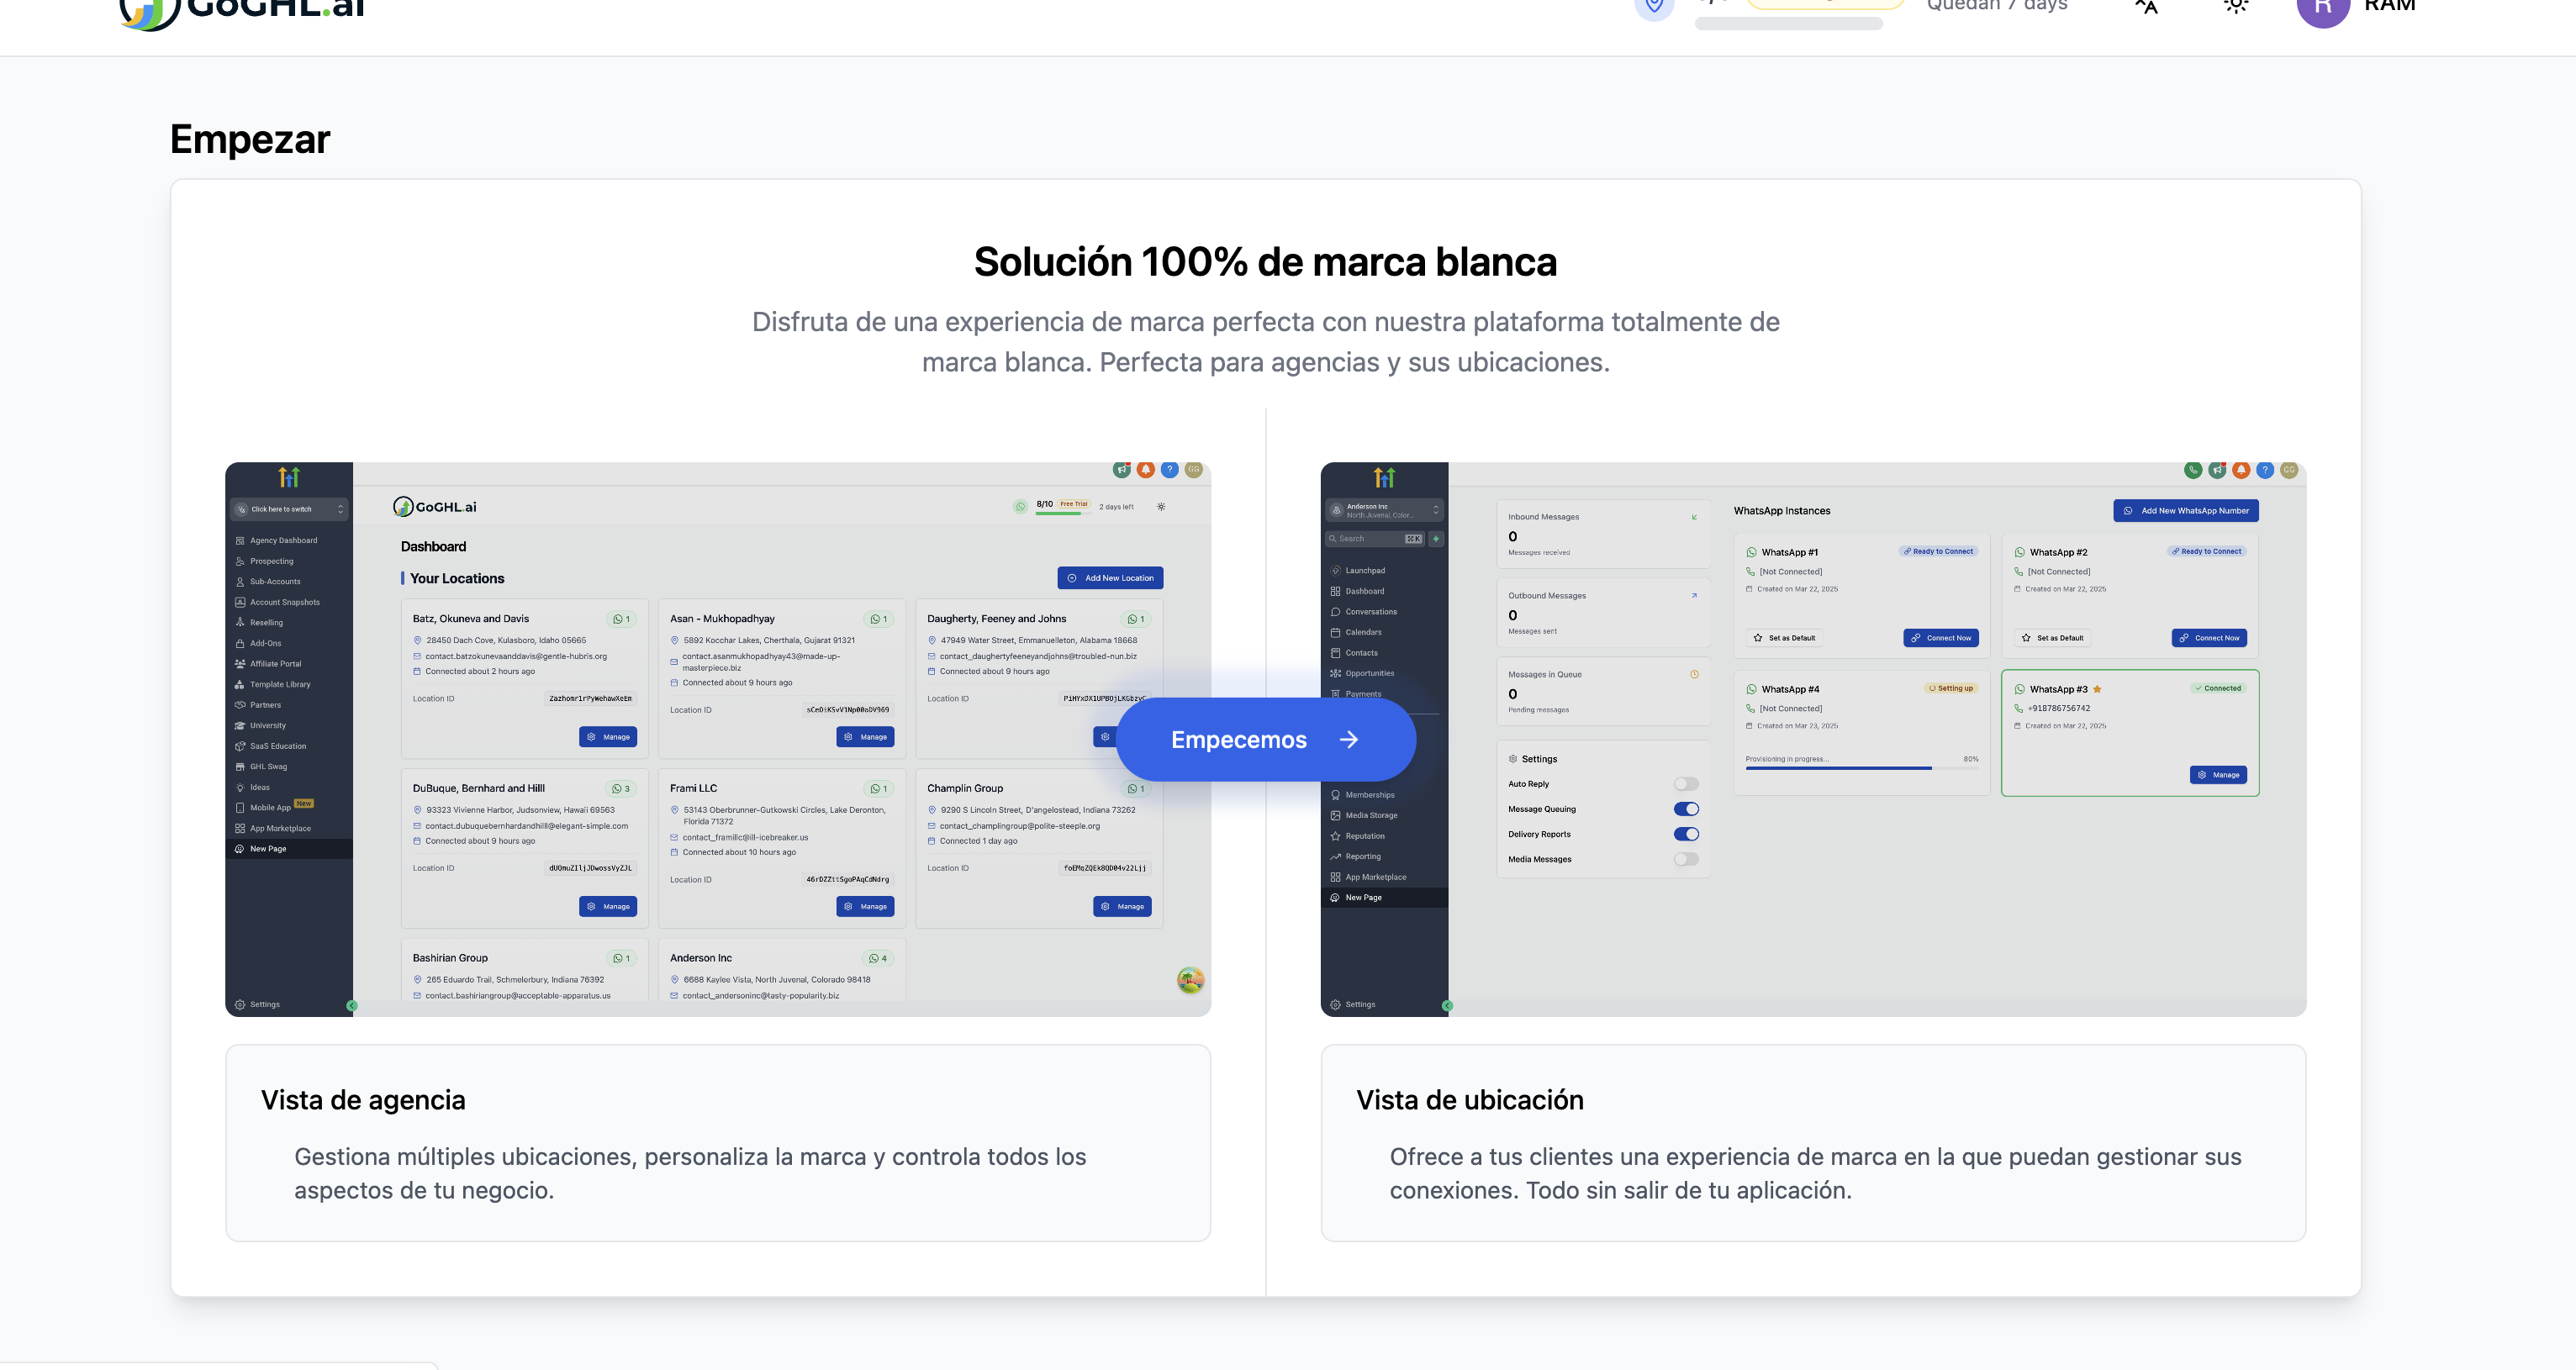 GoGHL.ai
Quedan 7 days
RAM
Empezar
Solución 100% de marca blanca
Disfruta de una experiencia de marca perfecta con nuestra plataforma totalmente de
marca blanca. Perfecta para agencias y sus ubicaciones.
Click here to switch
Agency Dashboard
Prospecting
Sub-Accounts
Account Snapshots
Reselling
Add-Ons
Affiliate Portal
Template Library
Partners
University
SaaS Education
GHL Swag
Ideas
Mobile App New
App Marketplace
New Page
Settings
GG
GoGHL.ai
8/10 Free Trial
2 days left
Dashboard
Your Locations
Add New Location
Batz, Okuneva and Davis 1
28450 Dach Cove, Kulasboro, Idaho 05665
contact.batzokunevaanddavis@gentle-hubris.org
Connected about 2 hours ago
Location ID
Manage
Asan - Mukhopadhyay 1
5892 Kocchar Lakes, Cherthala, Gujarat 91321
contact.asanmukhopadhyay43@made-up-
masterpiece.biz
Connected about 9 hours ago
Location ID
Manage
Daugherty, Feeney and Johns 1
47949 Water Street, Emmanuelleton, Alabama 18668
contact_daughertyfeeneyandjohns@troubled-nun.biz
Connected about 9 hours ago
Location ID
DuBuque, Bernhard and Hilll 3
93323 Vivienne Harbor, Judsonview, Hawaii 69563
contact.dubuquebernhardandhill@elegant-simple.com
Connected about 9 hours ago
Location ID
Manage
Frami LLC 1
53143 Oberbrunner-Gutkowski Circles, Lake Deronton,
Florida 71372
contact_framillc@ill-icebreaker.us
Connected about 10 hours ago
Location ID
Manage
Champlin Group 1
9290 S Lincoln Street, D'angelostead, Indiana 73262
contact_champlingroup@polite-steeple.org
Connected 1 day ago
Location ID
Manage
Bashirian Group 1
265 Eduardo Trail, Schmelerbury, Indiana 76392
contact.bashiriangroup@acceptable-apparatus.us
Anderson Inc 4
6688 Kaylee Vista, North Juvenal, Colorado 98418
contact_andersoninc@tasty-popularity.biz
Empecemos
Anderson Inc
North Juvenal, Color...
Search
Launchpad
Dashboard
Conversations
Calendars
Contacts
Opportunities
Payments
Memberships
Media Storage
Reputation
Reporting
App Marketplace
New Page
Settings
GG
Inbound Messages
0
Messages received
Outbound Messages
0
Messages sent
Messages in Queue
0
Pending messages
Settings
Auto Reply
Message Queuing
Delivery Reports
Media Messages
WhatsApp Instances
Add New WhatsApp Number
WhatsApp #1
Ready to Connect
[Not Connected]
Created on Mar 22, 2025
Set as Default
Connect Now
WhatsApp #2
Ready to Connect
[Not Connected]
Created on Mar 22, 2025
Set as Default
Connect Now
WhatsApp #4
Setting up
[Not Connected]
Created on Mar 23, 2025
Provisioning in progress... 80%
WhatsApp #3
Connected
+918786756742
Created on Mar 22, 2025
Manage
Vista de agencia
Gestiona múltiples ubicaciones, personaliza la marca y controla todos los
aspectos de tu negocio.
Vista de ubicación
Ofrece a tus clientes una experiencia de marca en la que puedan gestionar sus
conexiones. Todo sin salir de tu aplicación.